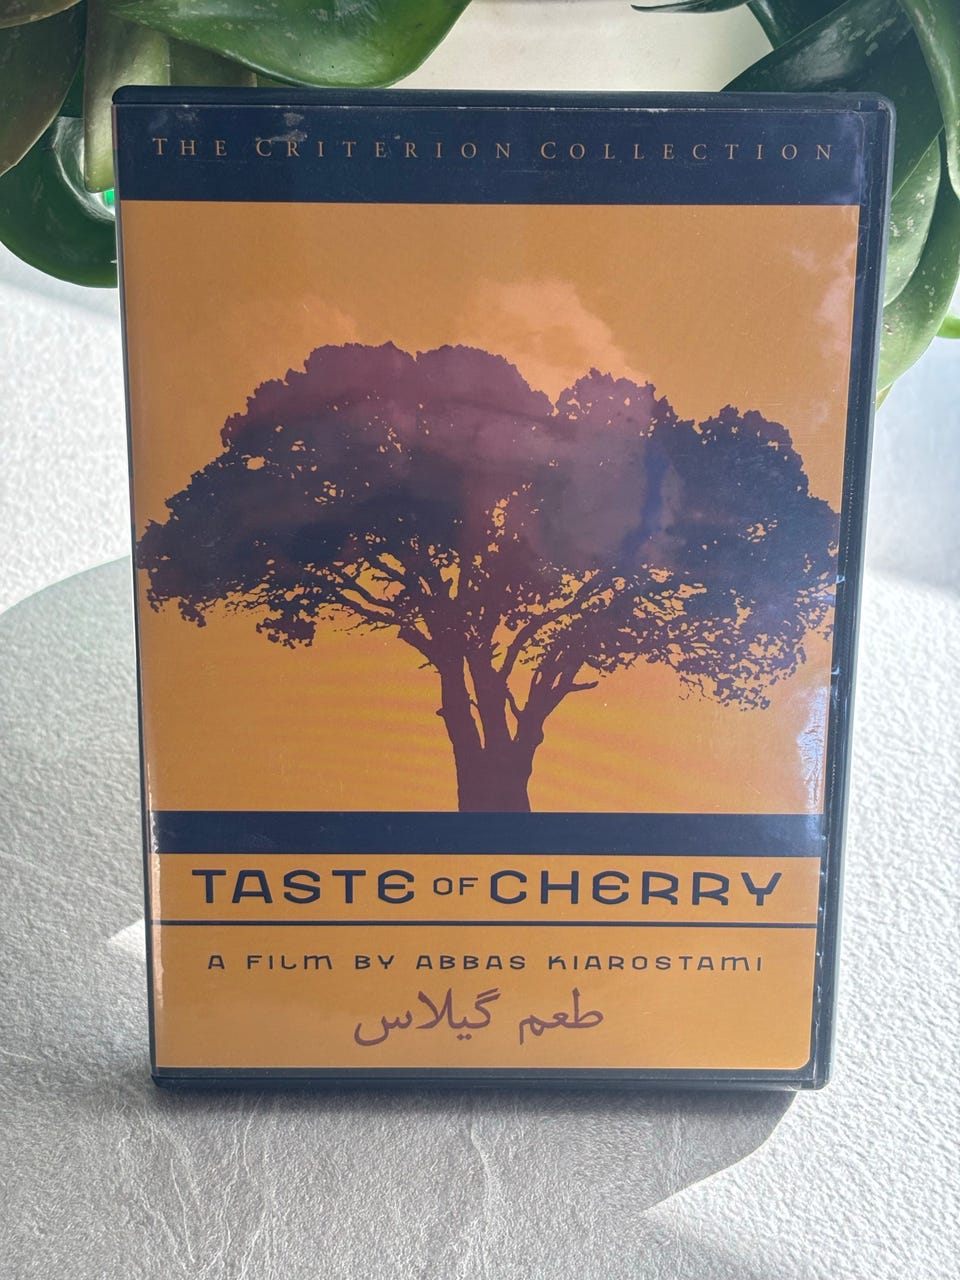 THE CRITERION COLLECTION
TASTE OF CHERRY
A FILM BY ABBAS KIAROSTAMI
طعم گیلاس